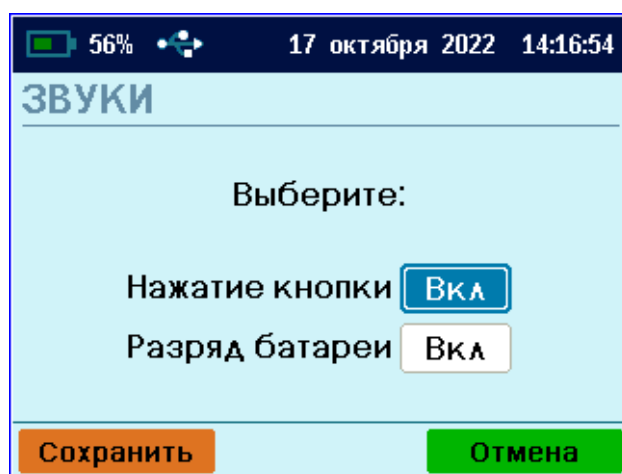 56% 17 октября 2022 14:16:54
ЗВУКИ
Выберите:
Нажатие кнопки Вкл
Разряд батареи Вкл
Сохранить Отмена